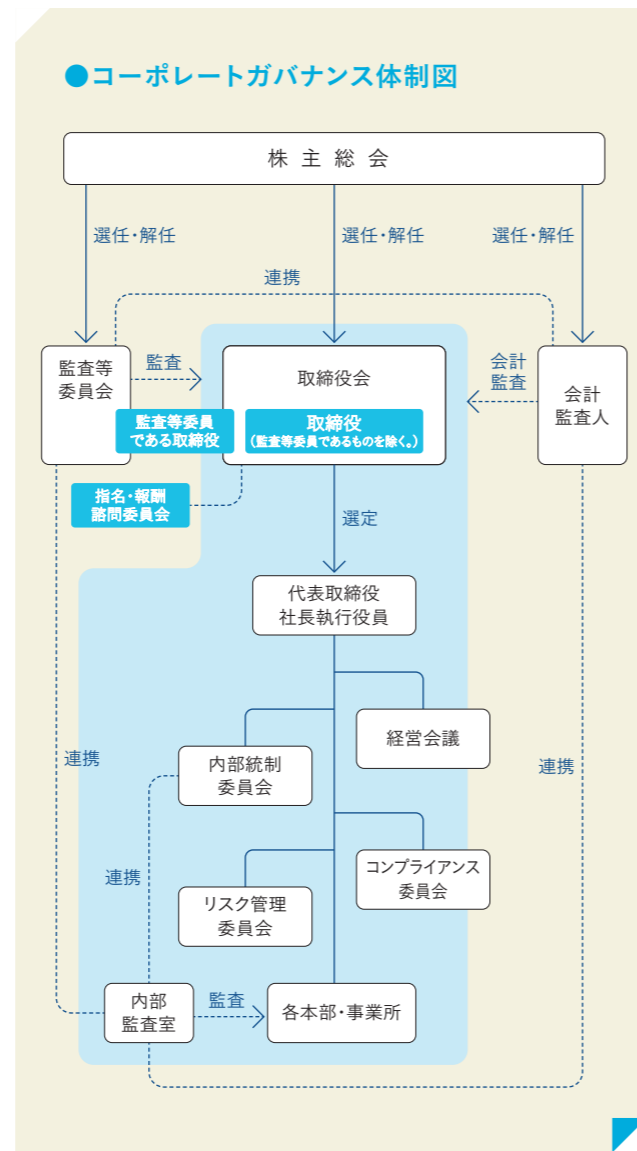 ●コーポレートガバナンス体制図
株主総会
選任・解任
選任・解任
選任・解任
連携
監査等
委員会
監査
取締役会
会計
監査
会計
監査人
監査等委員
である取締役
取締役
（監査等委員であるものを除く。）
指名・報酬
諮問委員会
選定
代表取締役
社長執行役員
経営会議
内部統制
委員会
連携
連携
連携
コンプライアンス
委員会
リスク管理
委員会
内部
監査室
監査
各本部・事業所